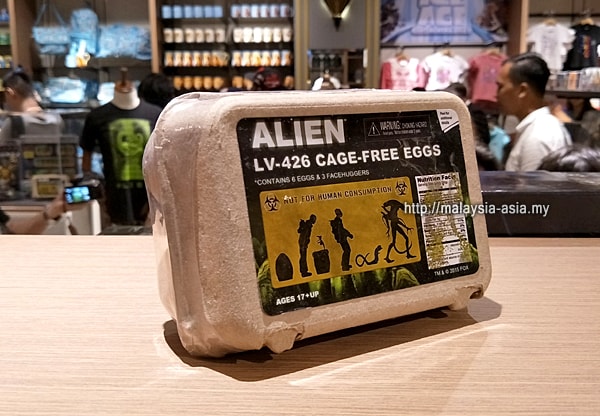 ALIEN™
⚠ WARNING: CHOKING HAZARD
LV-426 CAGE-FREE EGGS
*CONTAINS 6 EGGS & 3 FACEHUGGERS
NOT FOR HUMAN CONSUMPTION
Nutrition Facts
http://malaysia-asia.my
AGES 17+UP
TM & © 2015 FOX